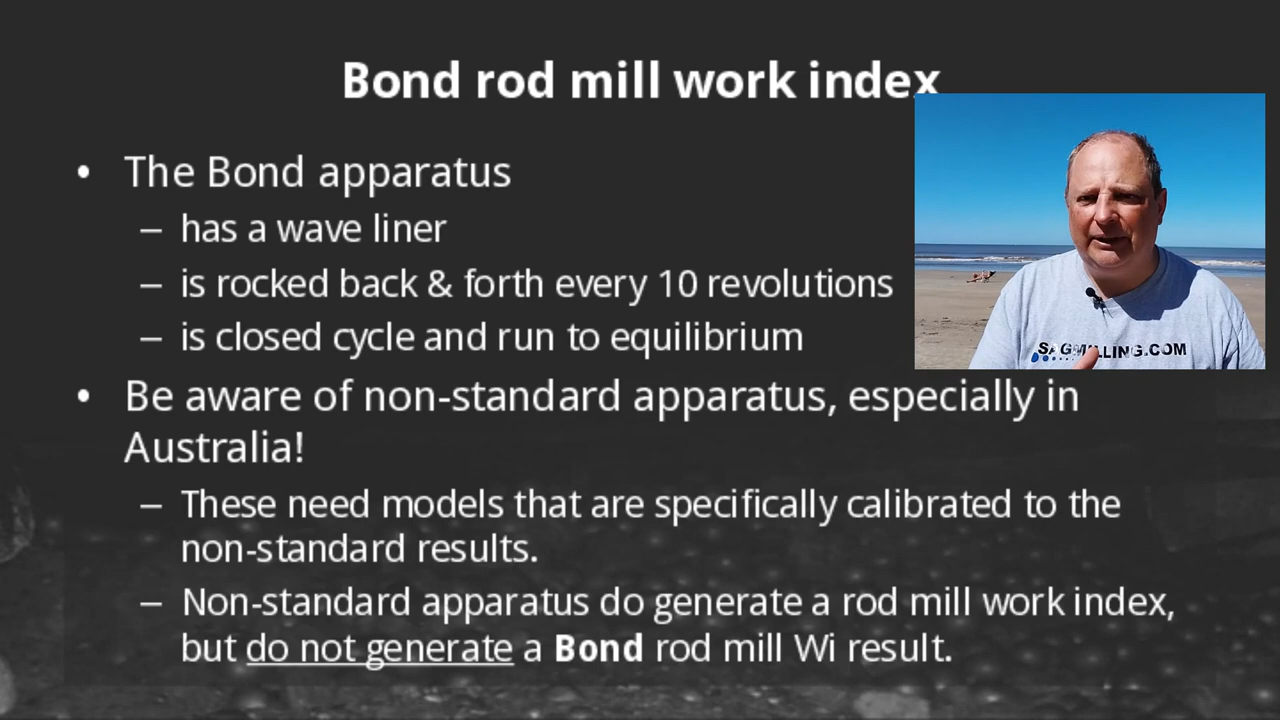 Bond rod mill work index
• The Bond apparatus
– has a wave liner
– is rocked back & forth every 10 revolutions
– is closed cycle and run to equilibrium
SAGMILLING.COM
• Be aware of non-standard apparatus, especially in
Australia!
– These need models that are specifically calibrated to the
non-standard results.
– Non-standard apparatus do generate a rod mill work index,
but do not generate a Bond rod mill Wi result.